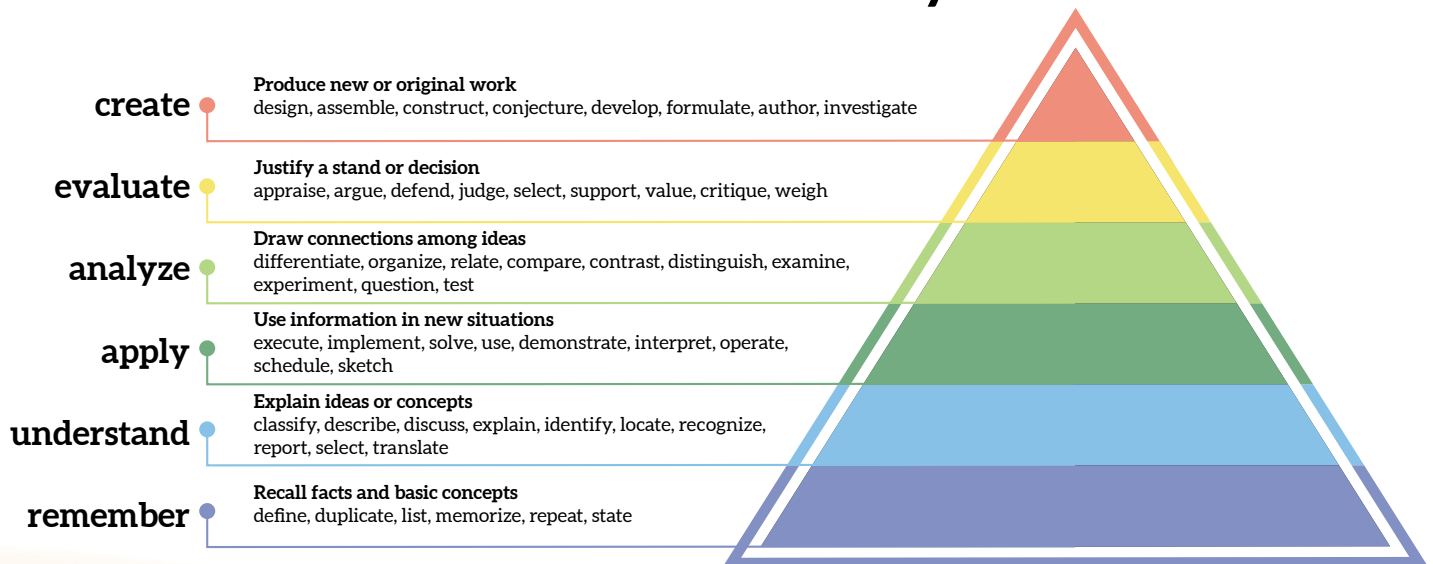 create
Produce new or original work
design, assemble, construct, conjecture, develop, formulate, author, investigate
evaluate
Justify a stand or decision
appraise, argue, defend, judge, select, support, value, critique, weigh
analyze
Draw connections among ideas
differentiate, organize, relate, compare, contrast, distinguish, examine,
experiment, question, test
apply
Use information in new situations
execute, implement, solve, use, demonstrate, interpret, operate,
schedule, sketch
understand
Explain ideas or concepts
classify, describe, discuss, explain, identify, locate, recognize,
report, select, translate
remember
Recall facts and basic concepts
define, duplicate, list, memorize, repeat, state